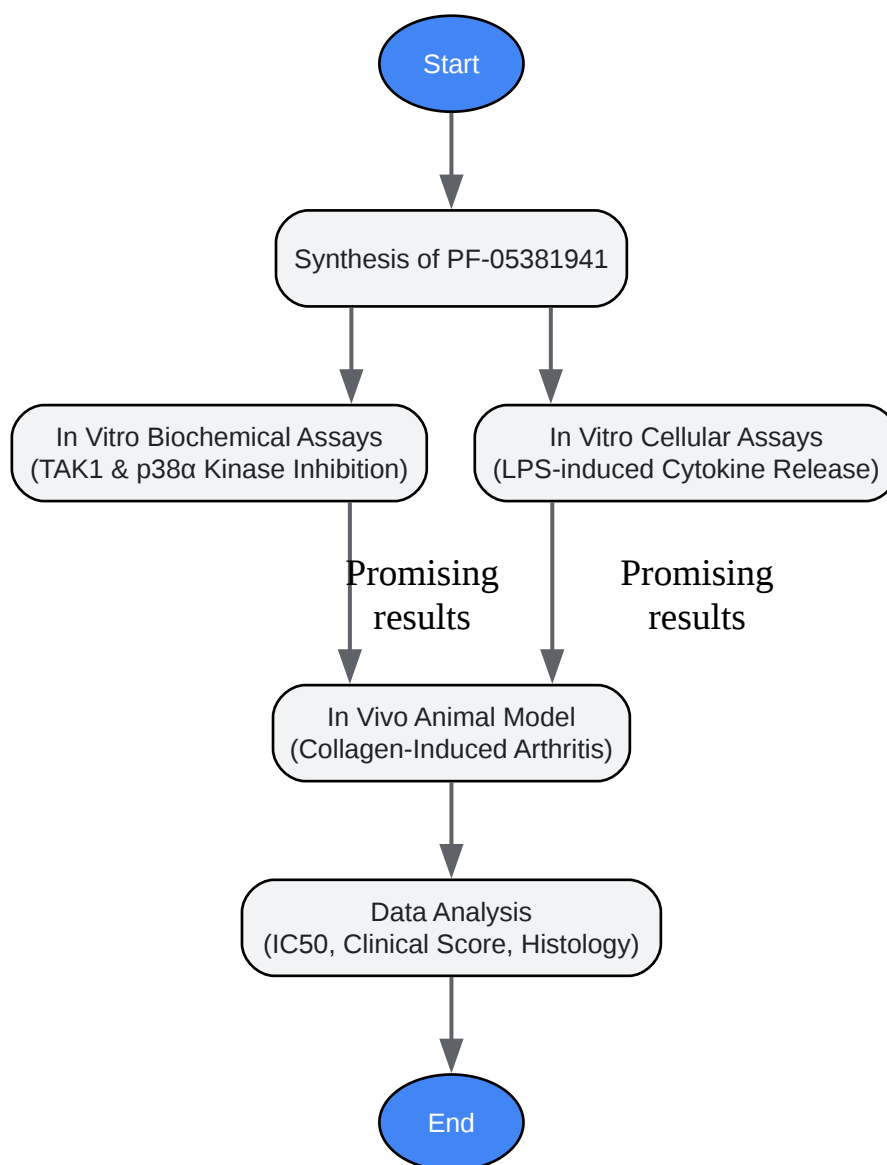 Start
Synthesis of PF-05381941
In Vitro Biochemical Assays
(TAK1 & p38α Kinase Inhibition)
In Vitro Cellular Assays
(LPS-induced Cytokine Release)
Promising
results
Promising
results
In Vivo Animal Model
(Collagen-Induced Arthritis)
Data Analysis
(IC50, Clinical Score, Histology)
End